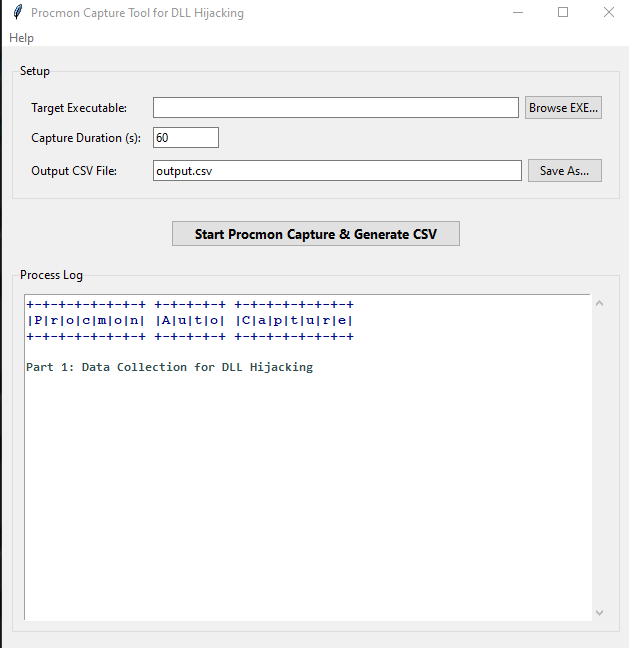 Procmon Capture Tool for DLL Hijacking
Help
Setup
Target Executable:
Browse EXE...
Capture Duration (s):
60
Output CSV File:
output.csv
Save As...
Start Procmon Capture & Generate CSV
Process Log
+-+-+-+-+-+-+-+ +-+-+-+-+ +-+-+-+-+-+-+-+
|P|r|o|c|m|o|n| |A|u|t|o| |C|a|p|t|u|r|e|
+-+-+-+-+-+-+-+ +-+-+-+-+ +-+-+-+-+-+-+-+
Part 1: Data Collection for DLL Hijacking